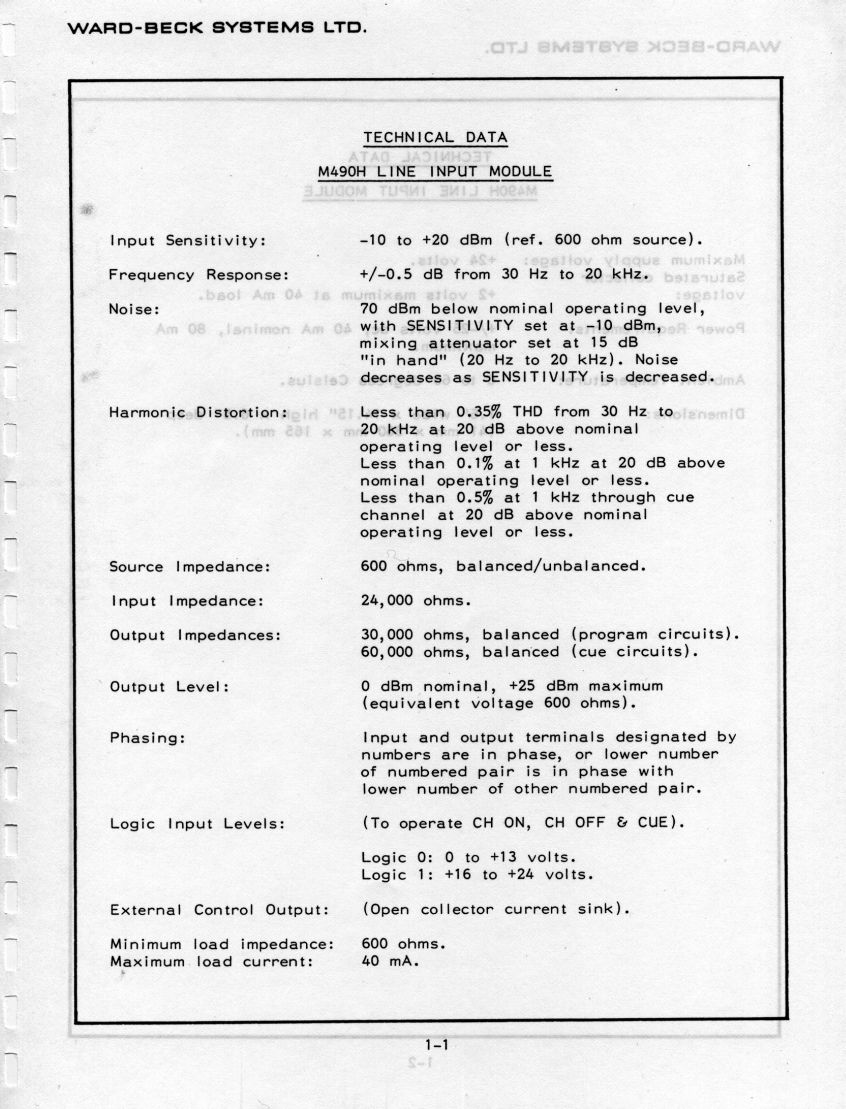 WARD-BECK SYSTEMS LTD.
TECHNICAL DATA
M490H LINE INPUT MODULE
Input Sensitivity: -10 to +20 dBm (ref. 600 ohm source).
Frequency Response: +/-0.5 dB from 30 Hz to 20 kHz.
Noise: 70 dBm below nominal operating level,
with SENSITIVITY set at -10 dBm,
mixing attenuator set at 15 dB
"in hand" (20 Hz to 20 kHz). Noise
decreases as SENSITIVITY is decreased.
Harmonic Distortion: Less than 0.35% THD from 30 Hz to
20 kHz at 20 dB above nominal
operating level or less.
Less than 0.1% at 1 kHz at 20 dB above
nominal operating level or less.
Less than 0.5% at 1 kHz through cue
channel at 20 dB above nominal
operating level or less.
Source Impedance: 600 ohms, balanced/unbalanced.
Input Impedance: 24,000 ohms.
Output Impedances: 30,000 ohms, balanced (program circuits).
60,000 ohms, balanced (cue circuits).
Output Level: 0 dBm nominal, +25 dBm maximum
(equivalent voltage 600 ohms).
Phasing: Input and output terminals designated by
numbers are in phase, or lower number
of numbered pair is in phase with
lower number of other numbered pair.
Logic Input Levels: (To operate CH ON, CH OFF & CUE).
Logic 0: 0 to +13 volts.
Logic 1: +16 to +24 volts.
External Control Output: (Open collector current sink).
Minimum load impedance: 600 ohms.
Maximum load current: 40 mA.
1-1